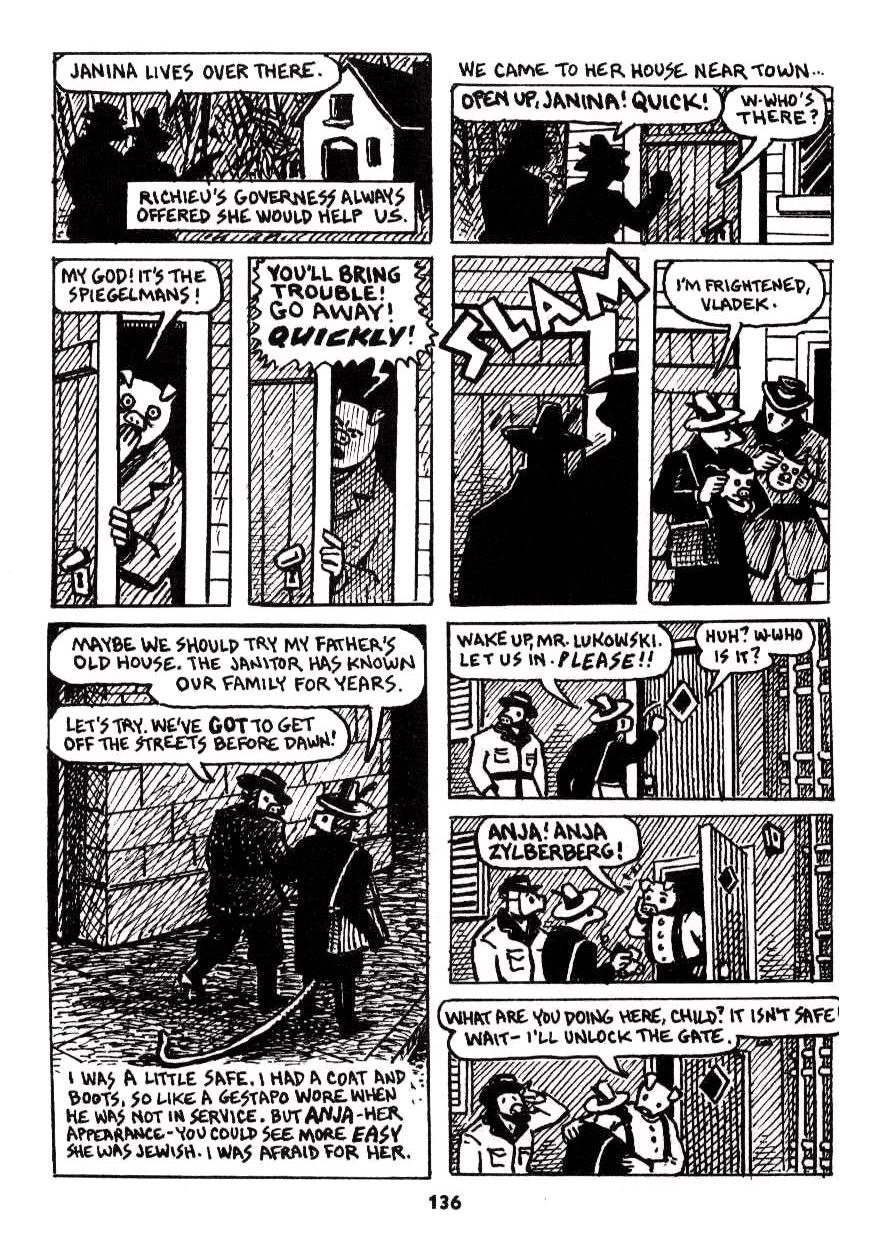 JANINA LIVES OVER THERE.
RICHIEU'S GOVERNESS ALWAYS
OFFERED SHE WOULD HELP US.
WE CAME TO HER HOUSE NEAR TOWN...
OPEN UP, JANINA! QUICK!
W-WHO'S
THERE?
MY GOD! IT'S THE
SPIEGELMANS!
YOU'LL BRING
TROUBLE!
GO AWAY!
QUICKLY!
SLAM
I'M FRIGHTENED,
VLADEK.
MAYBE WE SHOULD TRY MY FATHER'S
OLD HOUSE. THE JANITOR HAS KNOWN
OUR FAMILY FOR YEARS.
LET'S TRY. WE'VE GOT TO GET
OFF THE STREETS BEFORE DAWN!
I WAS A LITTLE SAFE. I HAD A COAT AND
BOOTS, SO LIKE A GESTAPO WORE WHEN
HE WAS NOT IN SERVICE. BUT ANJA-HER
APPEARANCE-YOU COULD SEE MORE EASY
SHE WAS JEWISH. I WAS AFRAID FOR HER.
WAKE UP, MR. LUKOWSKI.
LET US IN. PLEASE!!
HUH? W-WHO
IS IT?
ANJA! ANJA
ZYLBERBERG!
WHAT ARE YOU DOING HERE, CHILD? IT ISN'T SAFE!
WAIT- I'LL UNLOCK THE GATE.
136